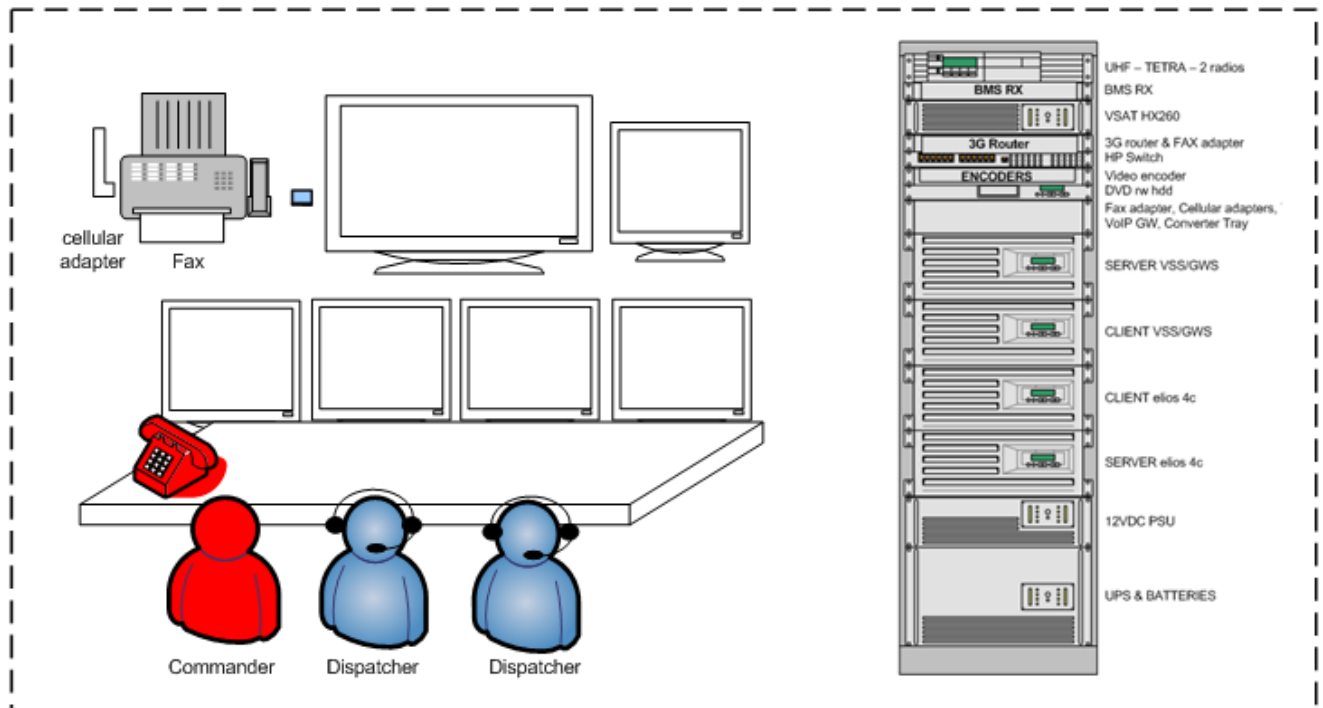 cellular
adapter
Fax
Commander
Dispatcher
Dispatcher
BMS RX
3G Router
ENCODERS
UHF – TETRA – 2 radios
BMS RX
VSAT HX260
3G router & FAX adapter
HP Switch
Video encoder
DVD rw hdd
Fax adapter, Cellular adapters,
VoIP GW, Converter Tray
SERVER VSS/GWS
CLIENT VSS/GWS
CLIENT elios 4c
SERVER elios 4c
12VDC PSU
UPS & BATTERIES